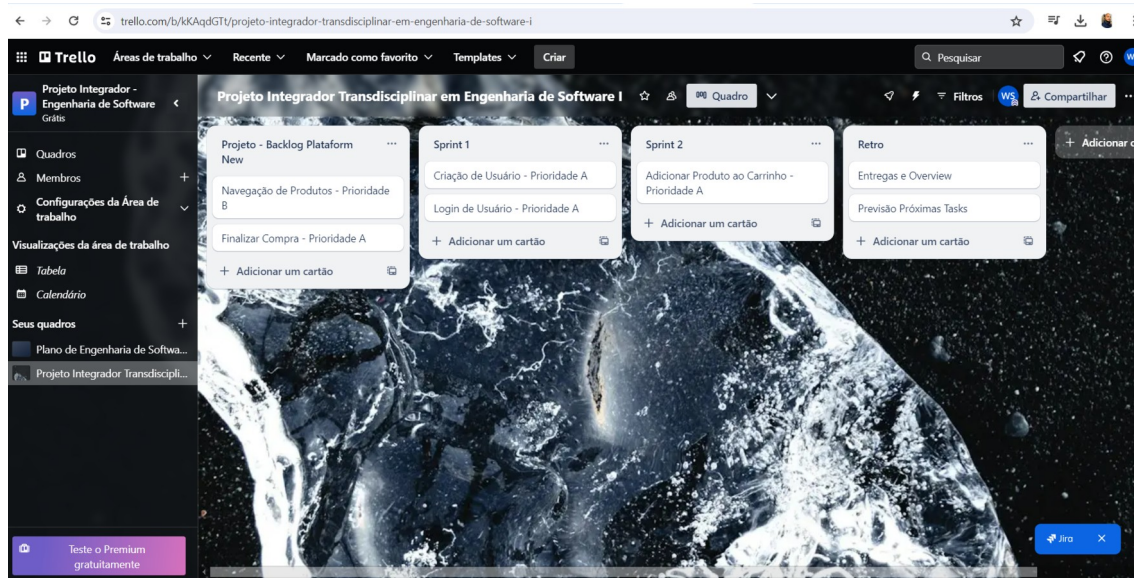 trello.com/b/kKAqdGTt/projeto-integrador-transdisciplinar-em-engenharia-de-software-i
Trello Áreas de trabalho Recente Marcado como favorito Templates Criar Pesquisar
P Projeto Integrador -
Engenharia de Software
Grátis
Projeto Integrador Transdisciplinar em Engenharia de Software I Quadro Filtros WS Compartilhar
Quadros
Membros
Configurações da Área de
trabalho
Visualizações da área de trabalho
Tabela
Calendário
Seus quadros
Plano de Engenharia de Softwa...
Projeto Integrador Transdiscipli...
Teste o Premium
gratuitamente
Projeto - Backlog Plataform
New
Navegação de Produtos - Prioridade
B
Finalizar Compra - Prioridade A
+ Adicionar um cartão
Sprint 1
Criação de Usuário - Prioridade A
Login de Usuário - Prioridade A
+ Adicionar um cartão
Sprint 2
Adicionar Produto ao Carrinho -
Prioridade A
+ Adicionar um cartão
Retro
Entregas e Overview
Previsão Próximas Tasks
+ Adicionar um cartão
+ Adicionar
Jira